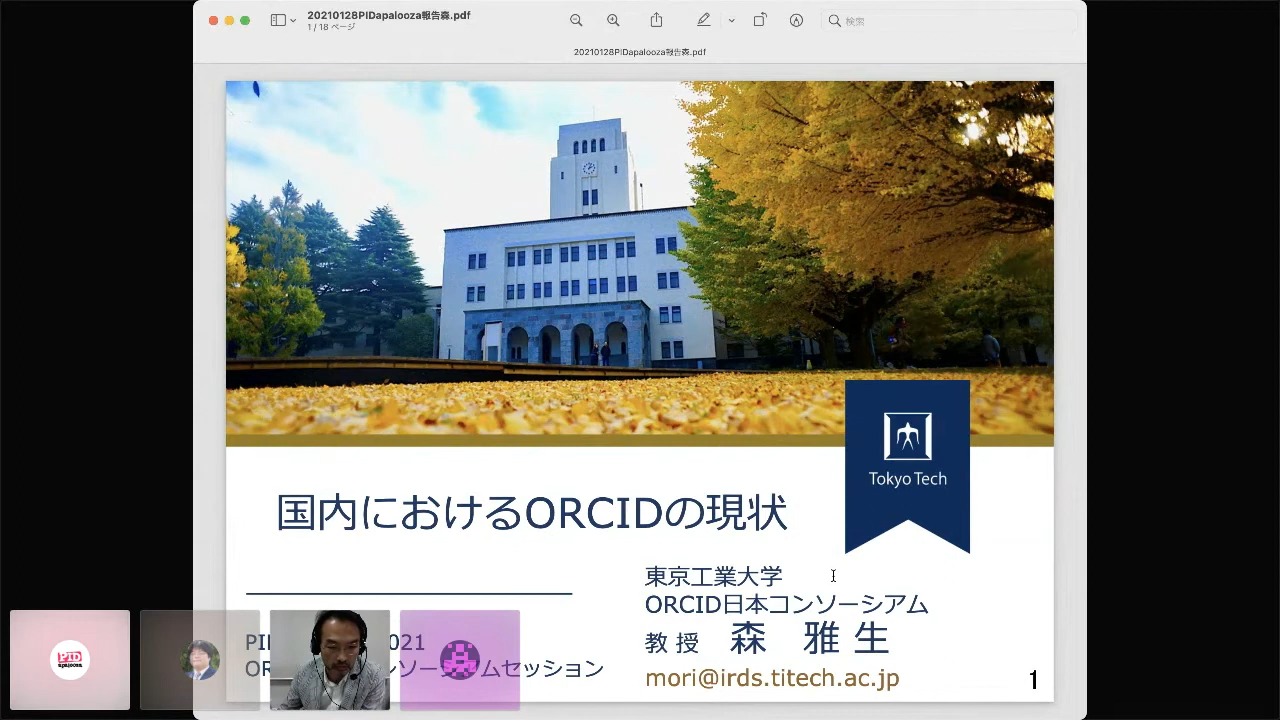 20210128PIDapalooza報告森.pdf
1 / 18 ページ
検索
20210128PIDapalooza報告森.pdf
Tokyo Tech
国内におけるORCIDの現状
東京工業大学
ORCID日本コンソーシアム
教 授 森 雅 生
mori@irds.titech.ac.jp
PI 021
OR ンソー アムセッション
PID
apalooza
1